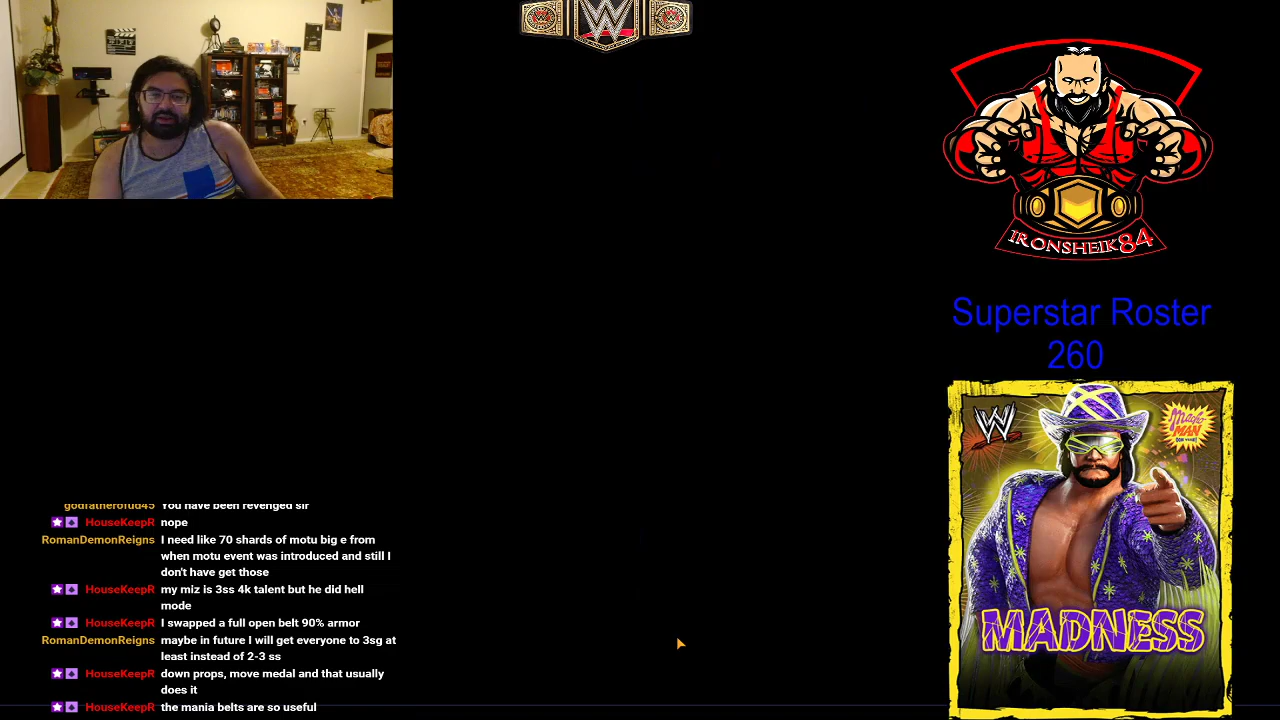 IRONSHEIK84
Superstar Roster
260
MADNESS
godfatherofud45 You have been revenged sir
HouseKeepR nope
RomanDemonReigns I need like 70 shards of motu big e from
when motu event was introduced and still I
don't have get those
HouseKeepR my miz is 3ss 4k talent but he did hell
mode
HouseKeepR I swapped a full open belt 90% armor
RomanDemonReigns maybe in future I will get everyone to 3sg at
least instead of 2-3 ss
HouseKeepR down props, move medal and that usually
does it
HouseKeepR the mania belts are so useful